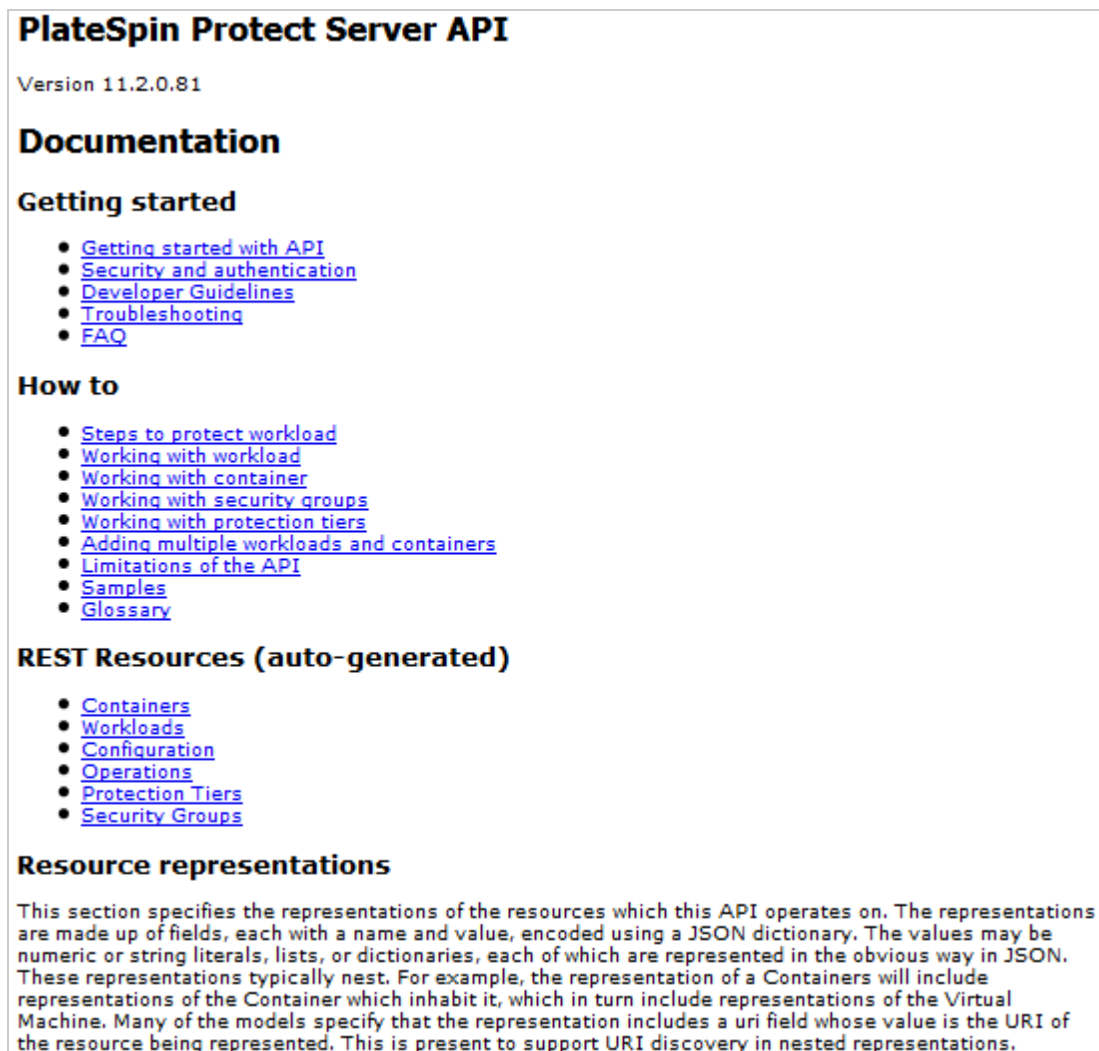 PlateSpin Protect Server API
Version 11.2.0.81
Documentation
Getting started
Getting started with API
Security and authentication
Developer Guidelines
Troubleshooting
FAQ
How to
Steps to protect workload
Working with workload
Working with container
Working with security groups
Working with protection tiers
Adding multiple workloads and containers
Limitations of the API
Samples
Glossary
REST Resources (auto-generated)
Containers
Workloads
Configuration
Operations
Protection Tiers
Security Groups
Resource representations
This section specifies the representations of the resources which this API operates on. The representations
are made up of fields, each with a name and value, encoded using a JSON dictionary. The values may be
numeric or string literals, lists, or dictionaries, each of which are represented in the obvious way in JSON.
These representations typically nest. For example, the representation of a Containers will include
representations of the Container which inhabit it, which in turn include representations of the Virtual
Machine. Many of the models specify that the representation includes a uri field whose value is the URI of
the resource being represented. This is present to support URI discovery in nested representations.